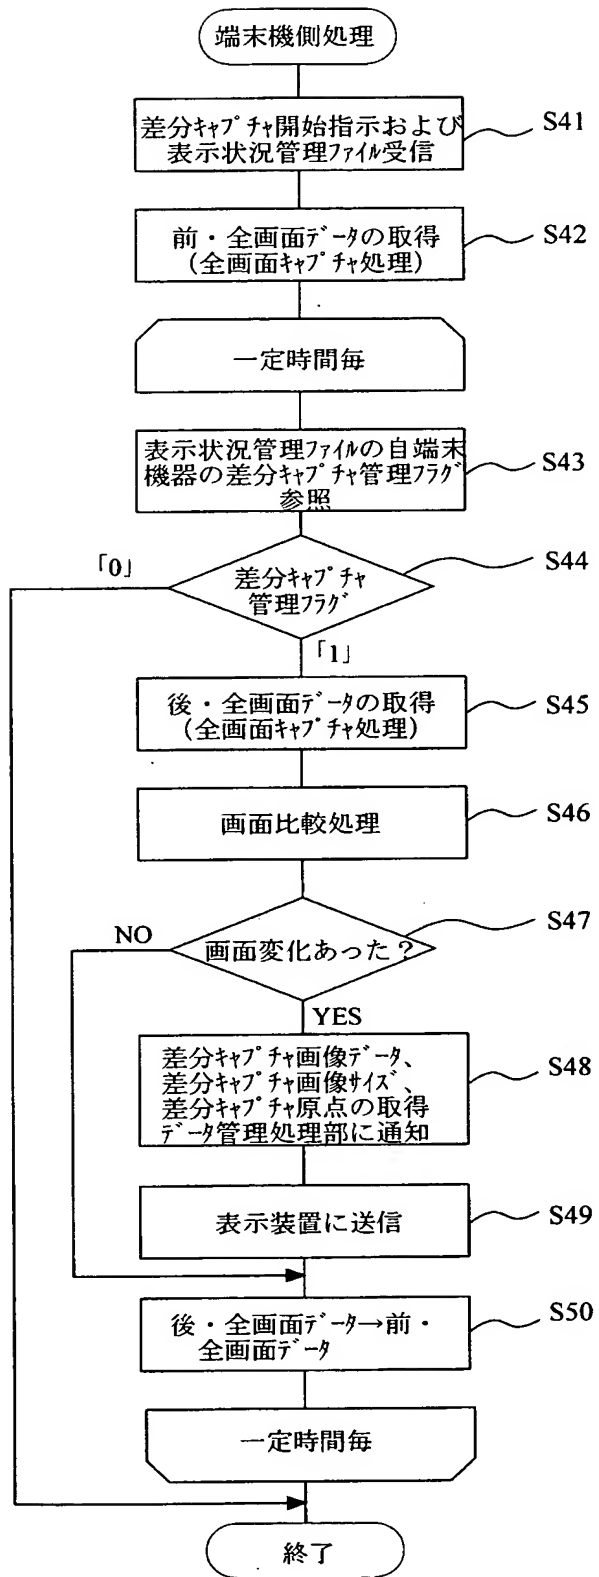 端末機側処理
差分ｷｬﾌﾟﾁｬ開始指示および
表示状況管理ﾌｧｲﾙ受信
S41
前・全画面ﾃﾞｰﾀの取得
(全画面ｷｬﾌﾟﾁｬ処理)
S42
一定時間毎
表示状況管理ﾌｧｲﾙの自端末
機器の差分ｷｬﾌﾟﾁｬ管理ﾌﾗｸﾞ
参照
S43
「0」
差分ｷｬﾌﾟﾁｬ
管理ﾌﾗｸﾞ
S44
「1」
後・全画面ﾃﾞｰﾀの取得
(全画面ｷｬﾌﾟﾁｬ処理)
S45
画面比較処理
S46
NO
画面変化あった？
S47
YES
差分ｷｬﾌﾟﾁｬ画像ﾃﾞｰﾀ、
差分ｷｬﾌﾟﾁｬ画像ｻｲｽﾞ、
差分ｷｬﾌﾟﾁｬ原点の取得
ﾃﾞｰﾀ管理処理部に通知
S48
表示装置に送信
S49
後・全画面ﾃﾞｰﾀ→前・
全画面ﾃﾞｰﾀ
S50
一定時間毎
終了